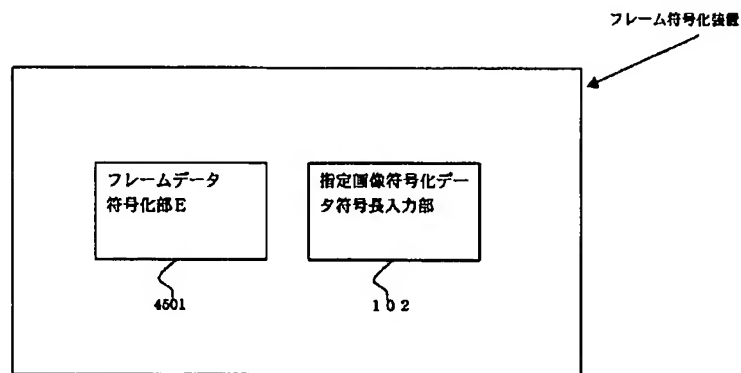 フレーム符号化装置
フレームデータ
符号化部E
指定画像符号化デー
タ符号長入力部
4501
102